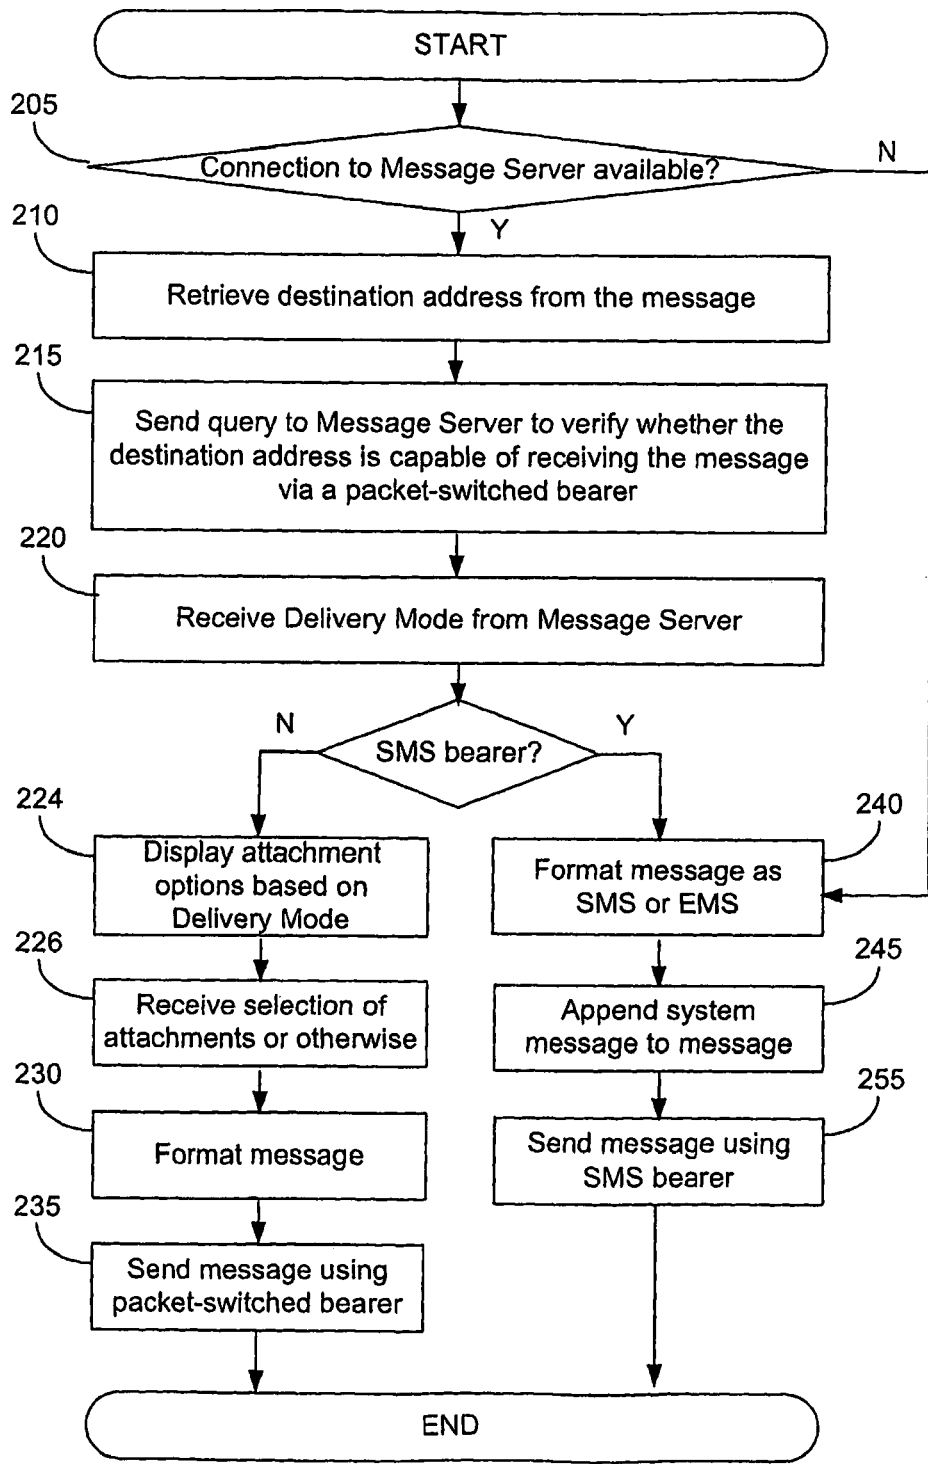 START
205
Connection to Message Server available?
N
Y
210
Retrieve destination address from the message
215
Send query to Message Server to verify whether the
destination address is capable of receiving the message
via a packet-switched bearer
220
Receive Delivery Mode from Message Server
N
SMS bearer?
Y
224
Display attachment
options based on
Delivery Mode
240
Format message as
SMS or EMS
226
Receive selection of
attachments or otherwise
245
Append system
message to message
230
Format message
255
Send message using
SMS bearer
235
Send message using
packet-switched bearer
END